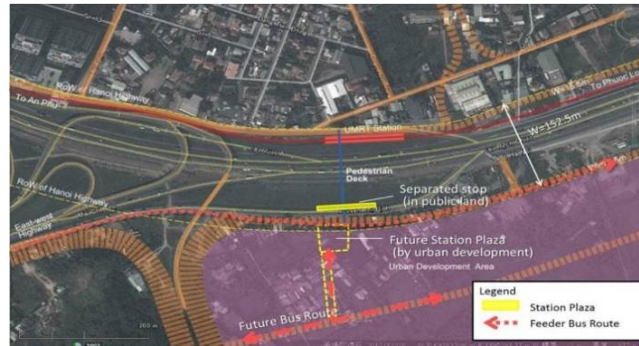 RoW of Hanoi Highway
To An Phu
UMRT Station
To Phuoc Lo
W=152.5m
Pedestrian
Deck
Separated stop
(in public land)
RoW of Hanoi Highway
East-west
Highway
Future Station Plaza
(by urban development)
Urban Development Area
Future Bus Route
Legend
Station Plaza
Feeder Bus Route
200 m